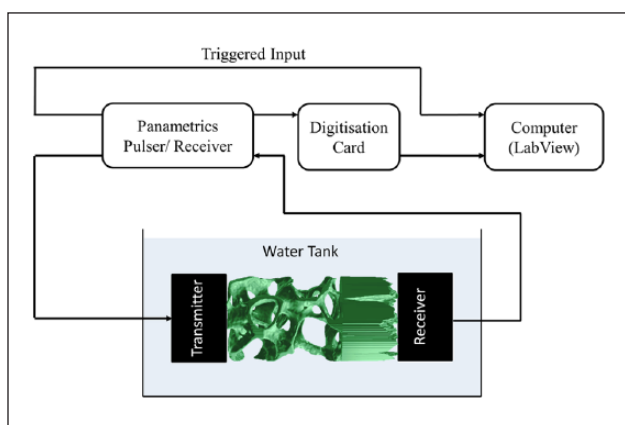 Triggered Input
Panametrics
Pulser/ Receiver
Digitisation
Card
Computer
(LabView)
Water Tank
Transmitter
Receiver